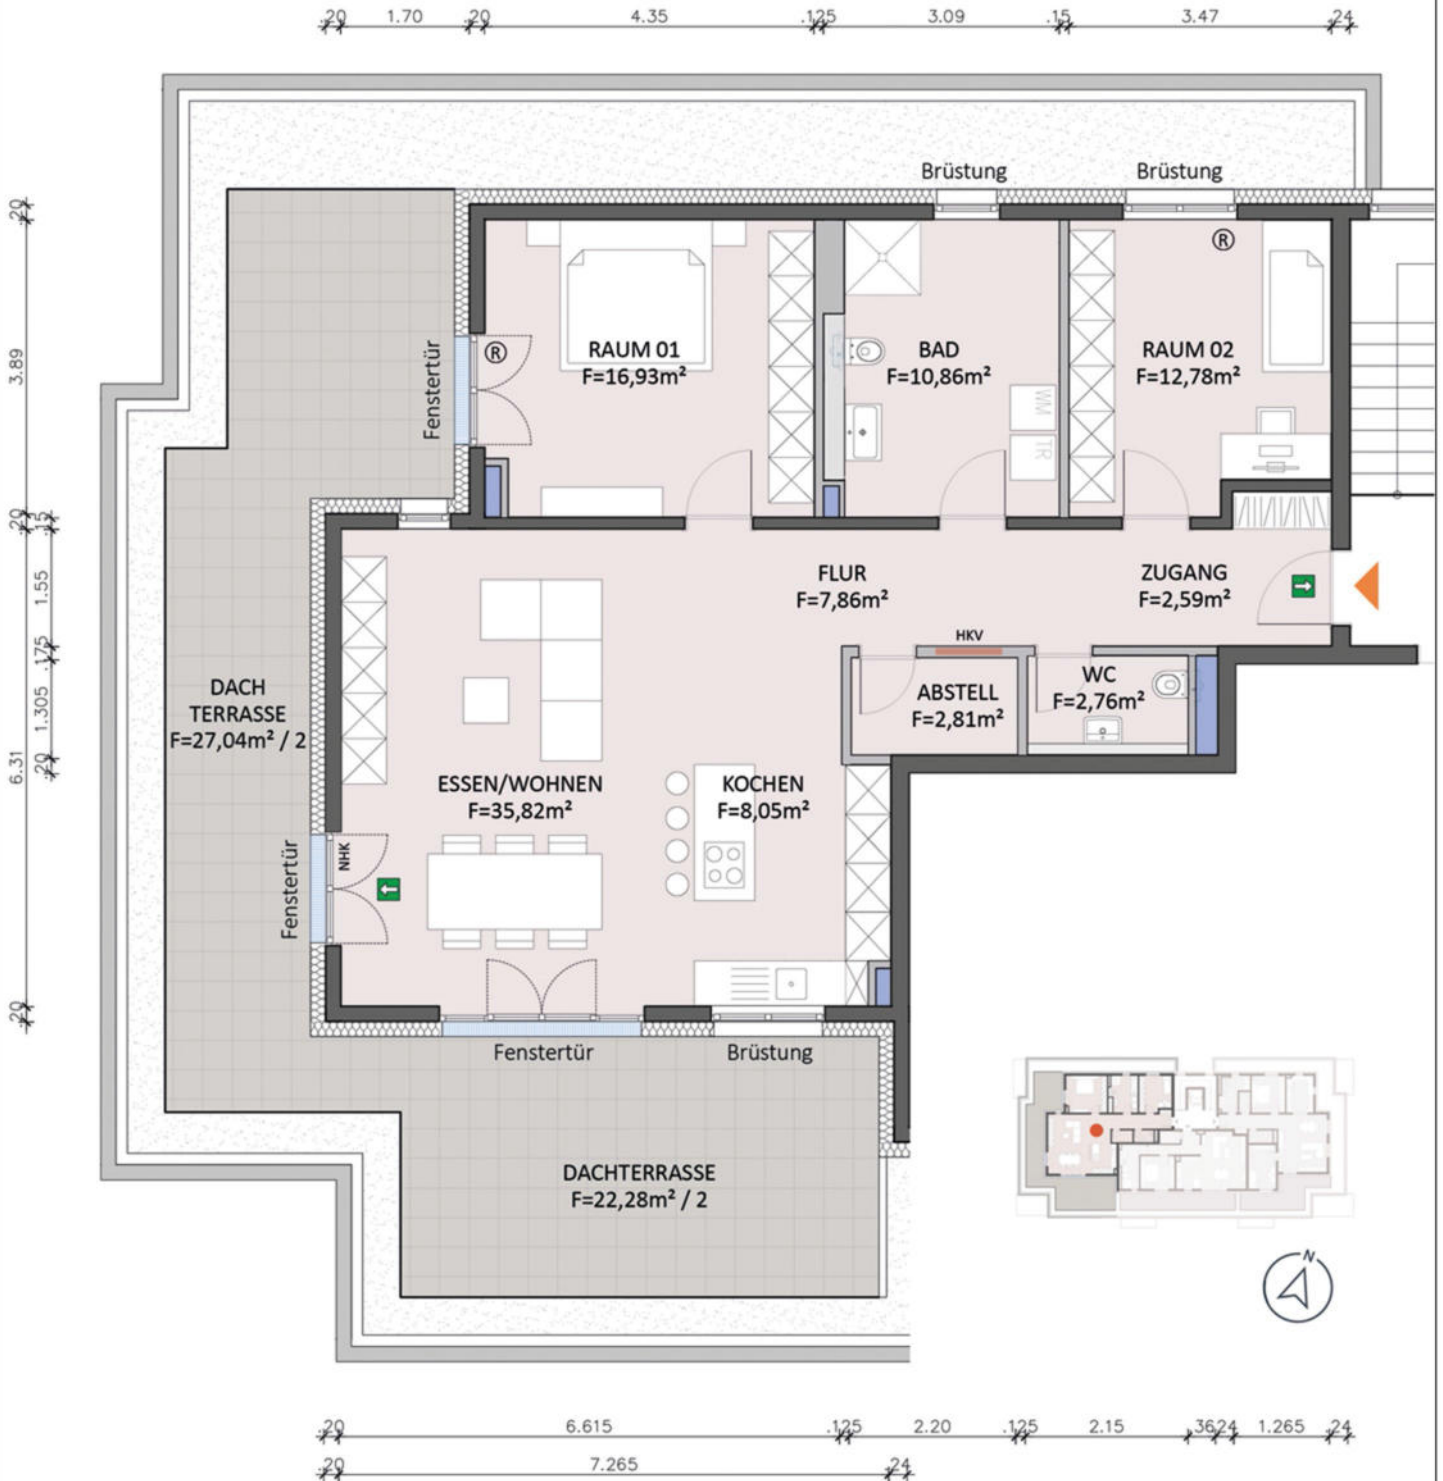 .20 1.70 .20 4.35 .125 3.09 .15 3.47 .24
Brüstung
Brüstung
.20
3.89
.20
.15
1.55
.175
1.305
.20
6.31
.20
Fenstertür
®
RAUM 01
F=16,93m²
BAD
F=10,86m²
WM
TR
®
RAUM 02
F=12,78m²
FLUR
F=7,86m²
ZUGANG
F=2,59m²
HKV
ABSTELL
F=2,81m²
WC
F=2,76m²
DACH
TERRASSE
F=27,04m² / 2
ESSEN/WOHNEN
F=35,82m²
KOCHEN
F=8,05m²
Fenstertür
NHK
Fenstertür
Brüstung
DACHTERRASSE
F=22,28m² / 2
N
.20 6.615 .125 2.20 .125 2.15 .36 .24 1.265 .24
.20 7.265 .24